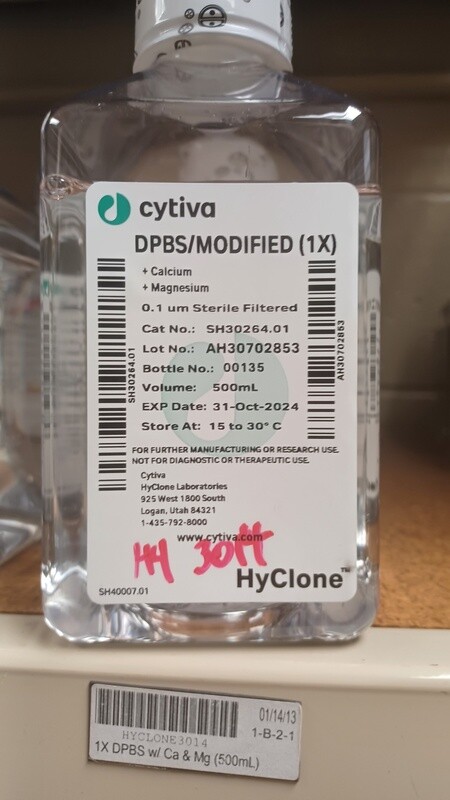 cytiva
DPBS/MODIFIED (1X)
+ Calcium
+ Magnesium
0.1 um Sterile Filtered
Cat No.: SH30264.01
Lot No.: AH30702853
Bottle No.: 00135
Volume: 500mL
EXP Date: 31-Oct-2024
Store At: 15 to 30° C
SH30264.01
AH30702853
FOR FURTHER MANUFACTURING OR RESEARCH USE.
NOT FOR DIAGNOSTIC OR THERAPEUTIC USE.
Cytiva
HyClone Laboratories
925 West 1800 South
Logan, Utah 84321
1-435-792-8000
www.cytiva.com
HyClone™
SH40007.01
01/14/13
HYCLONE3014
1-B-2-1
1X DPBS w/ Ca & Mg (500mL)